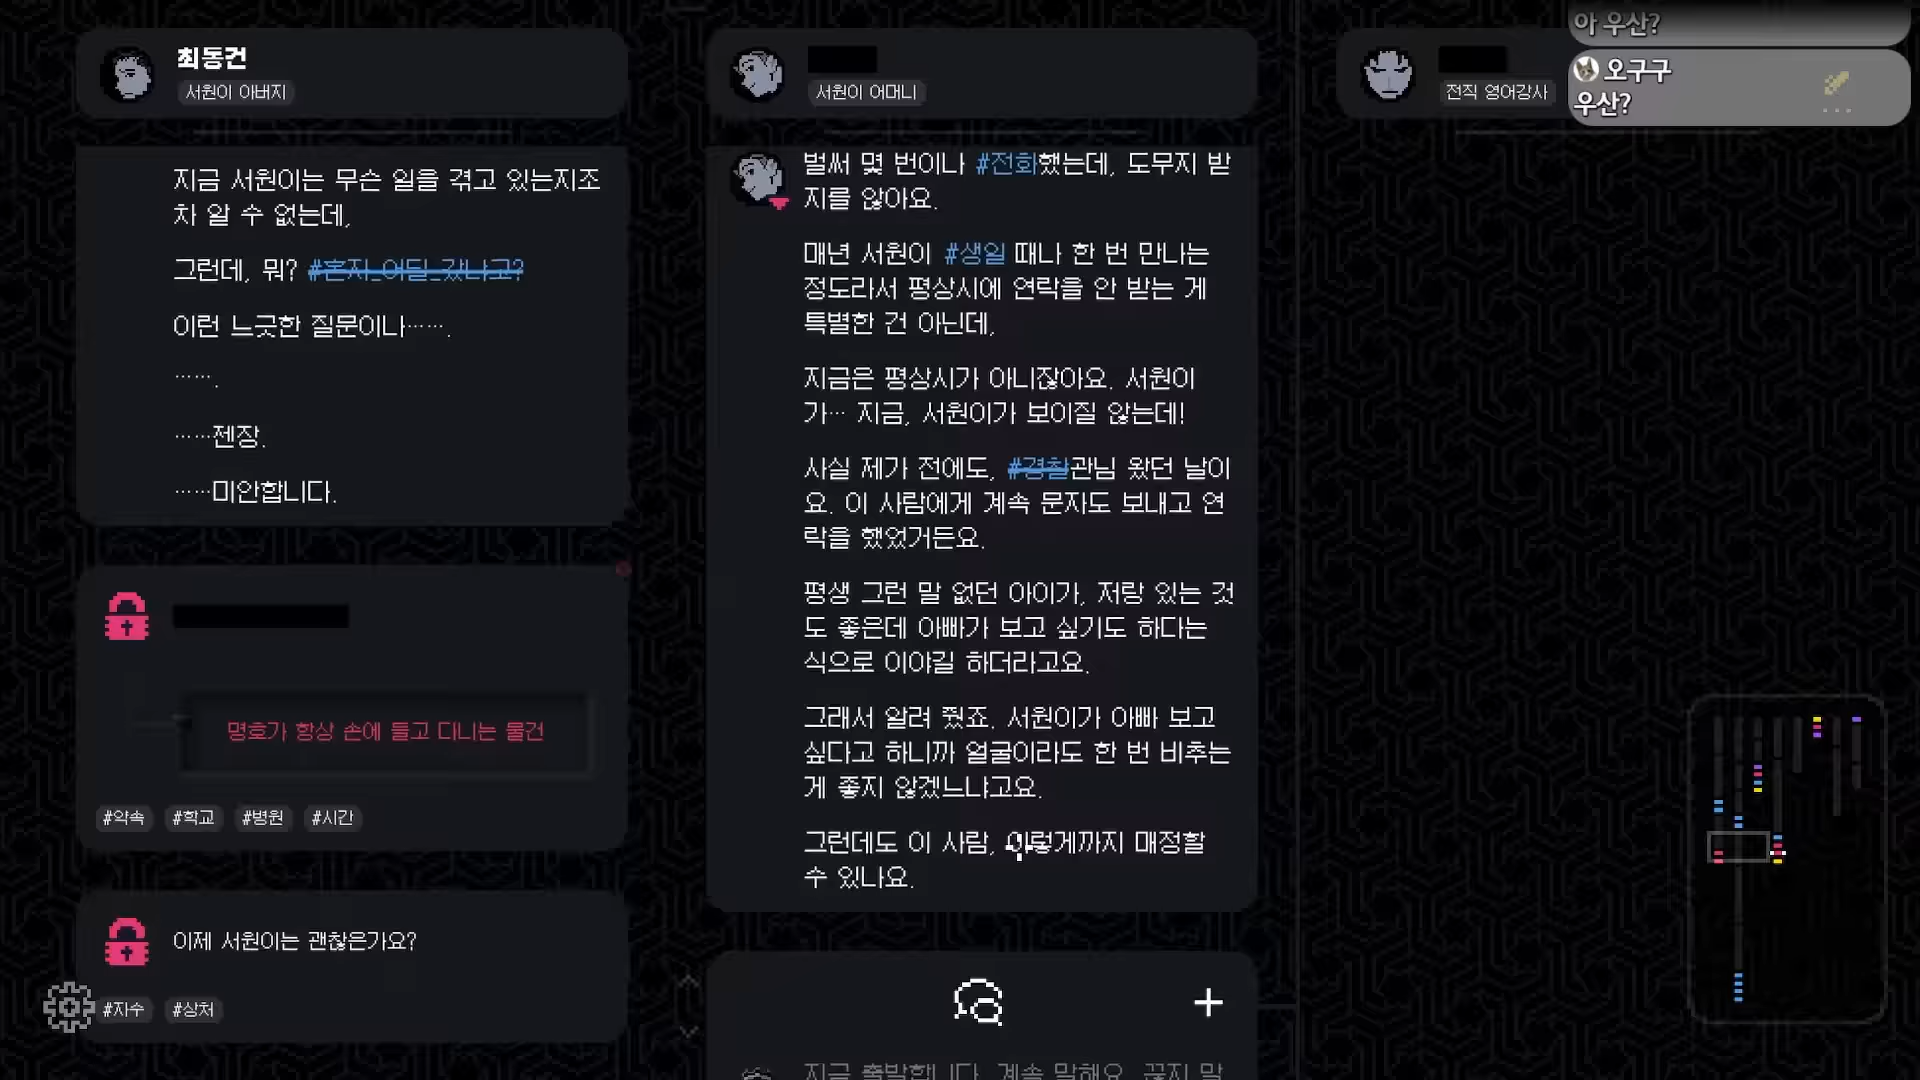 최동건
서원이 아버지
지금 서원이는 무슨 일을 겪고 있는지조
차 알 수 없는데,
그런데, 뭐? #혼자_어딜_갔냐고?
이런 느긋한 질문이나…….
…….
……젠장.
……미안합니다.
명호가 항상 손에 들고 다니는 물건
#약속 #학교 #병원 #시간
이제 서원이는 괜찮은가요?
#자수 #상처
서원이 어머니
벌써 몇 번이나 #전화했는데, 도무지 받
지를 않아요.
매년 서원이 #생일 때나 한 번 만나는
정도라서 평상시에 연락을 안 받는 게
특별한 건 아닌데,
지금은 평상시가 아니잖아요. 서원이
가… 지금, 서원이가 보이질 않는데!
사실 제가 전에도, #경찰관님 왔던 날이
요. 이 사람에게 계속 문자도 보내고 연
락을 했었거든요.
평생 그런 말 없던 아이가, 저랑 있는 것
도 좋은데 아빠가 보고 싶기도 하다는
식으로 이야길 하더라고요.
그래서 알려 줬죠. 서원이가 아빠 보고
싶다고 하니까 얼굴이라도 한 번 비추는
게 좋지 않겠느냐고요.
그런데도 이 사람, 이렇게까지 매정할
수 있나요.
지금 출발합니다. 계속 말해요. 끊지 말
전직 영어강사
아 우산?
오구구
우산?